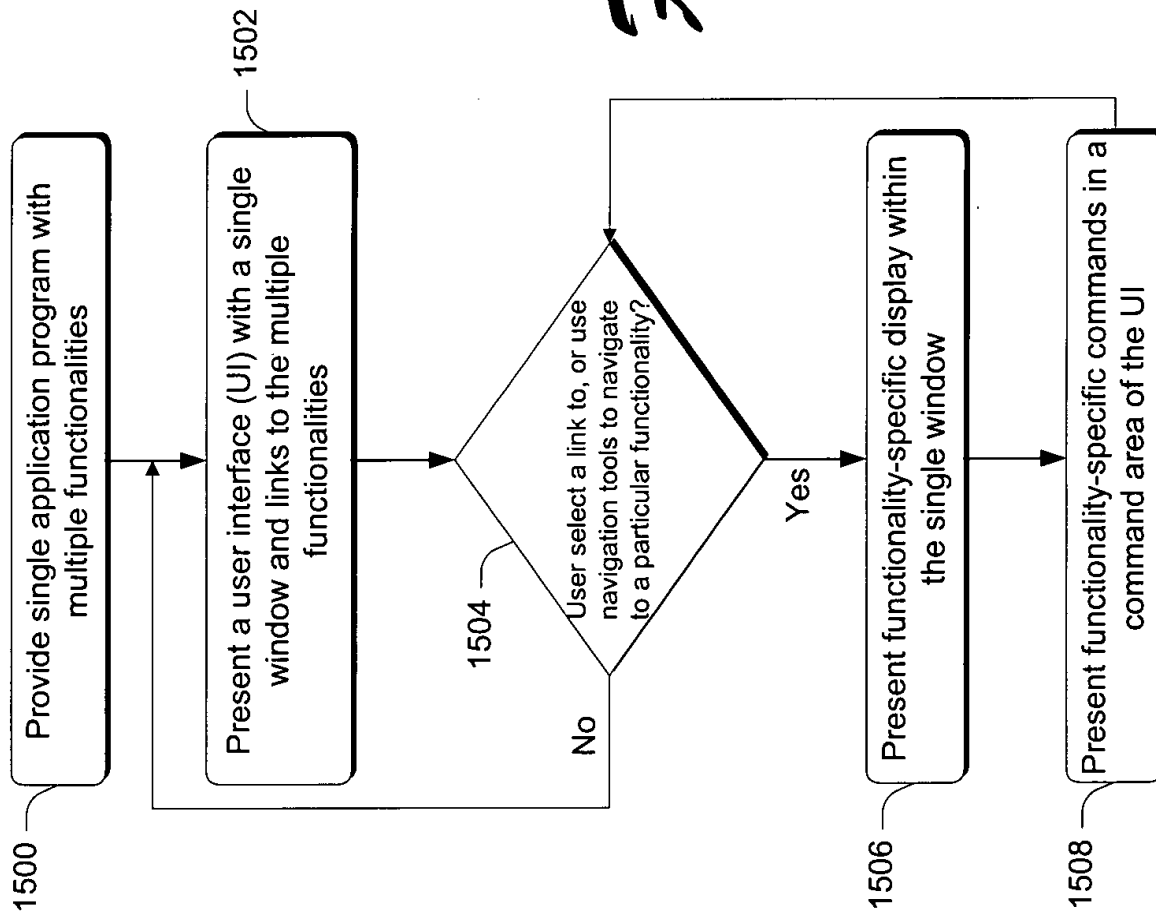 1500
Provide single application program with
multiple functionalities
1502
Present a user interface (UI) with a single
window and links to the multiple
functionalities
1504
User select a link to, or use
navigation tools to navigate
to a particular functionality?
No
Yes
1506
Present functionality-specific display within
the single window
1508
Present functionality-specific commands in a
command area of the UI